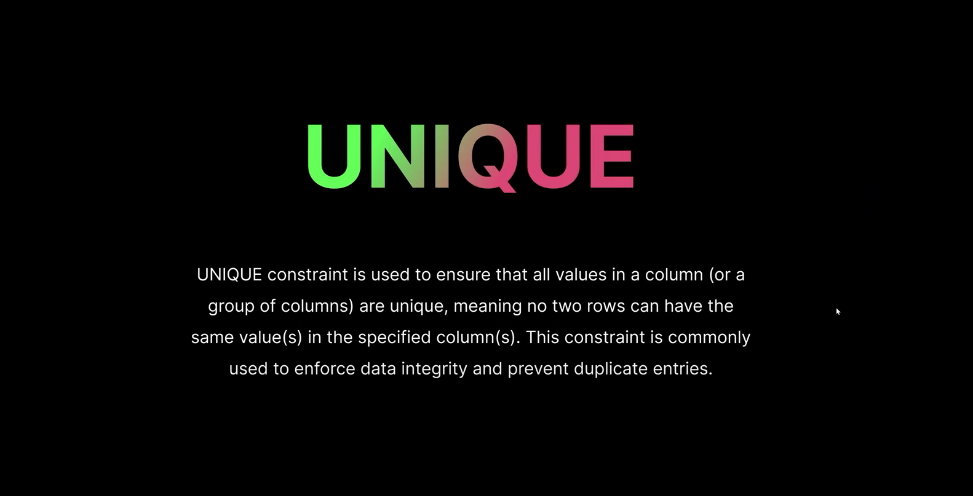 UNIQUE
UNIQUE constraint is used to ensure that all values in a column (or a
group of columns) are unique, meaning no two rows can have the
same value(s) in the specified column(s). This constraint is commonly
used to enforce data integrity and prevent duplicate entries.